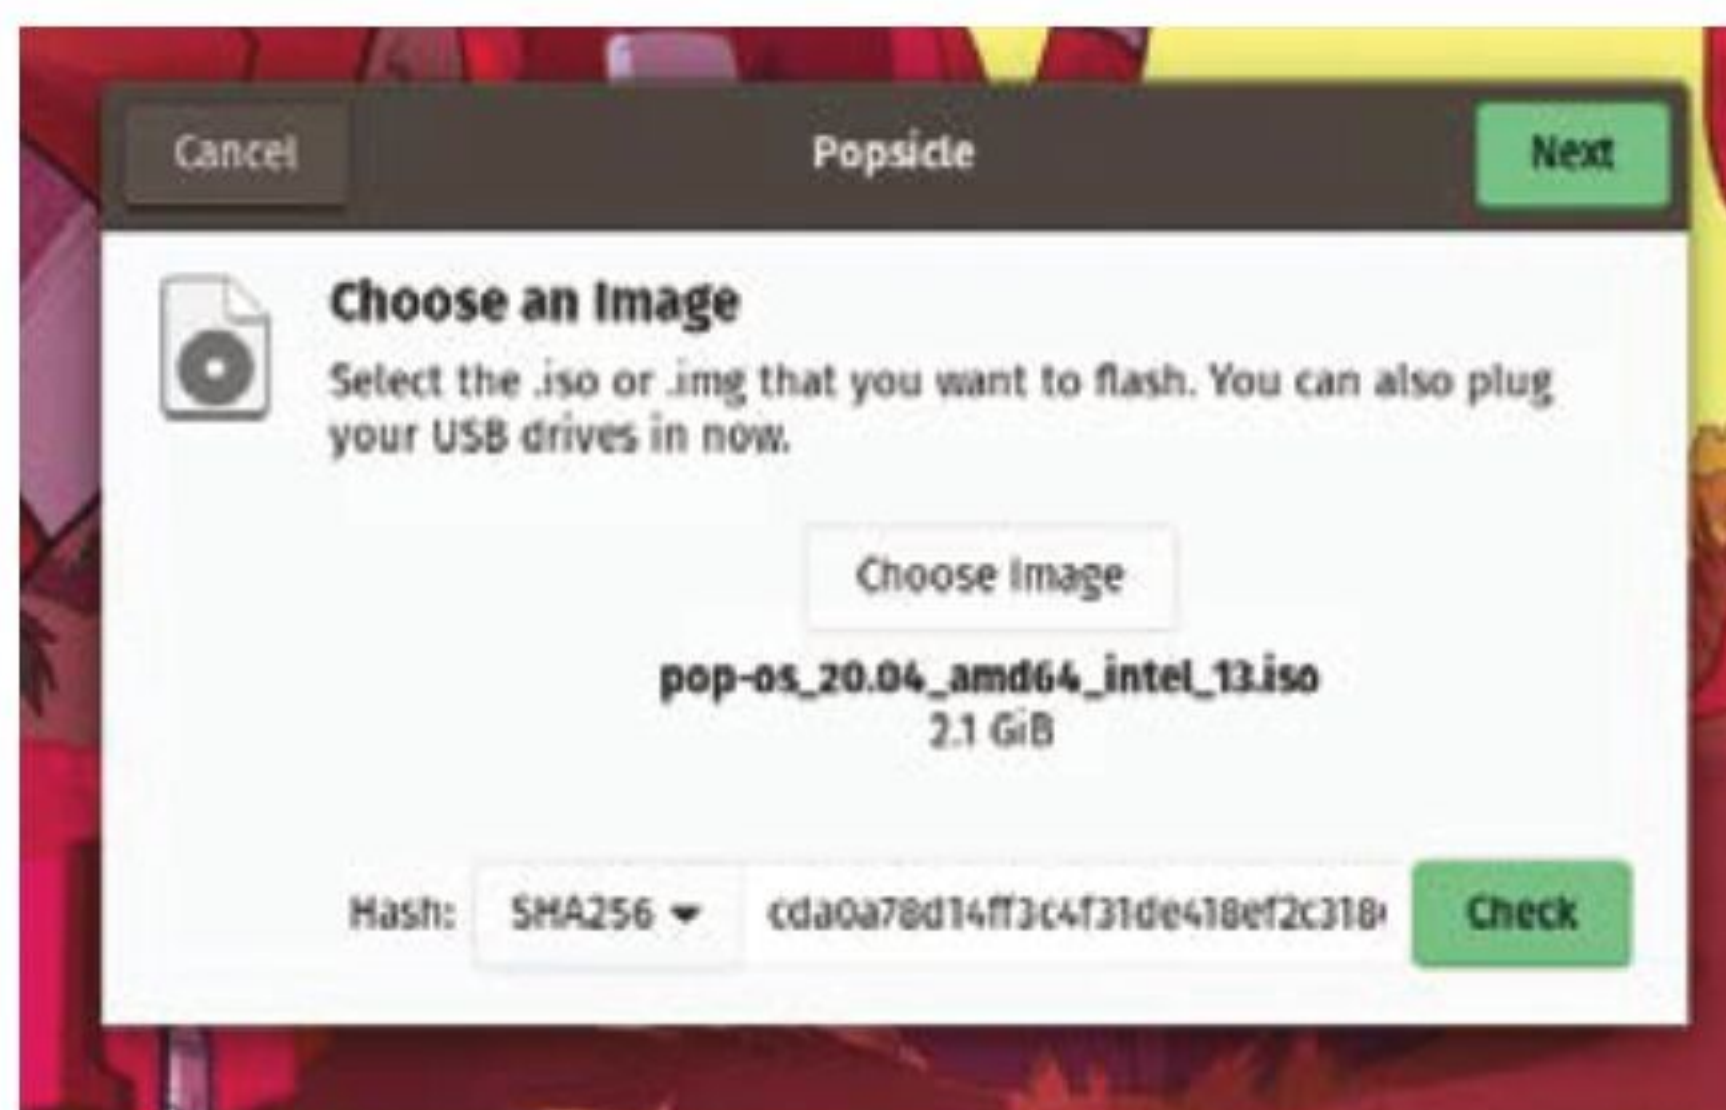 Cancel
Popsicle
Next
Choose an Image
Select the .iso or .img that you want to flash. You can also plug
your USB drives in now.
Choose Image
pop-os_20.04_amd64_intel_13.iso
2.1 GiB
Hash:
SHA256
cda0a78d14ff3c4f31de418ef2c318
Check